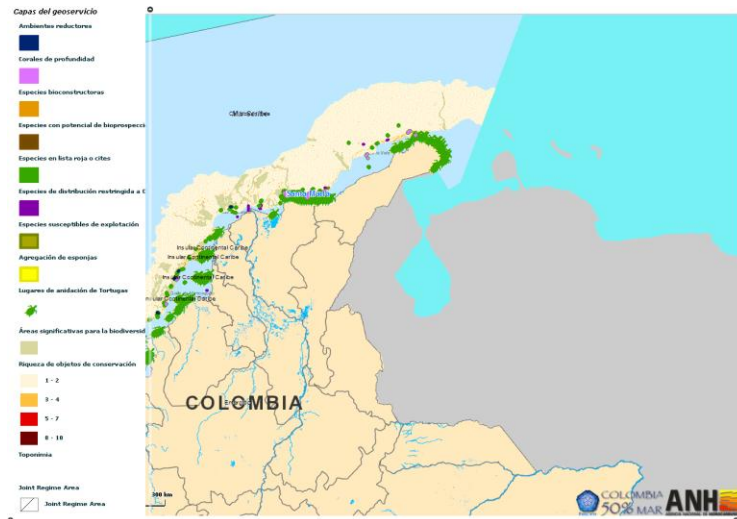 Capas del geoservicio
Ambientes reductores
Corales de profundidad
Especies bioconstructoras
Especies con potencial de bioprospecci
Especies en lista roja o cites
Especies de distribución restringida a C
Especies susceptibles de explotación
Agregación de esponjas
Lugares de anidación de Tortugas
Áreas significativas para la biodiversid
Riqueza de objetos de conservación
1 - 2
3 - 4
5 - 7
8 - 10
Toponimia
Joint Regime Area
Joint Regime Area
Insular Continental Caribe
Insular Continental Caribe
Insular Continental Caribe
COLOMBIA
300 km
COLOMBIA
50% MAR
ANH